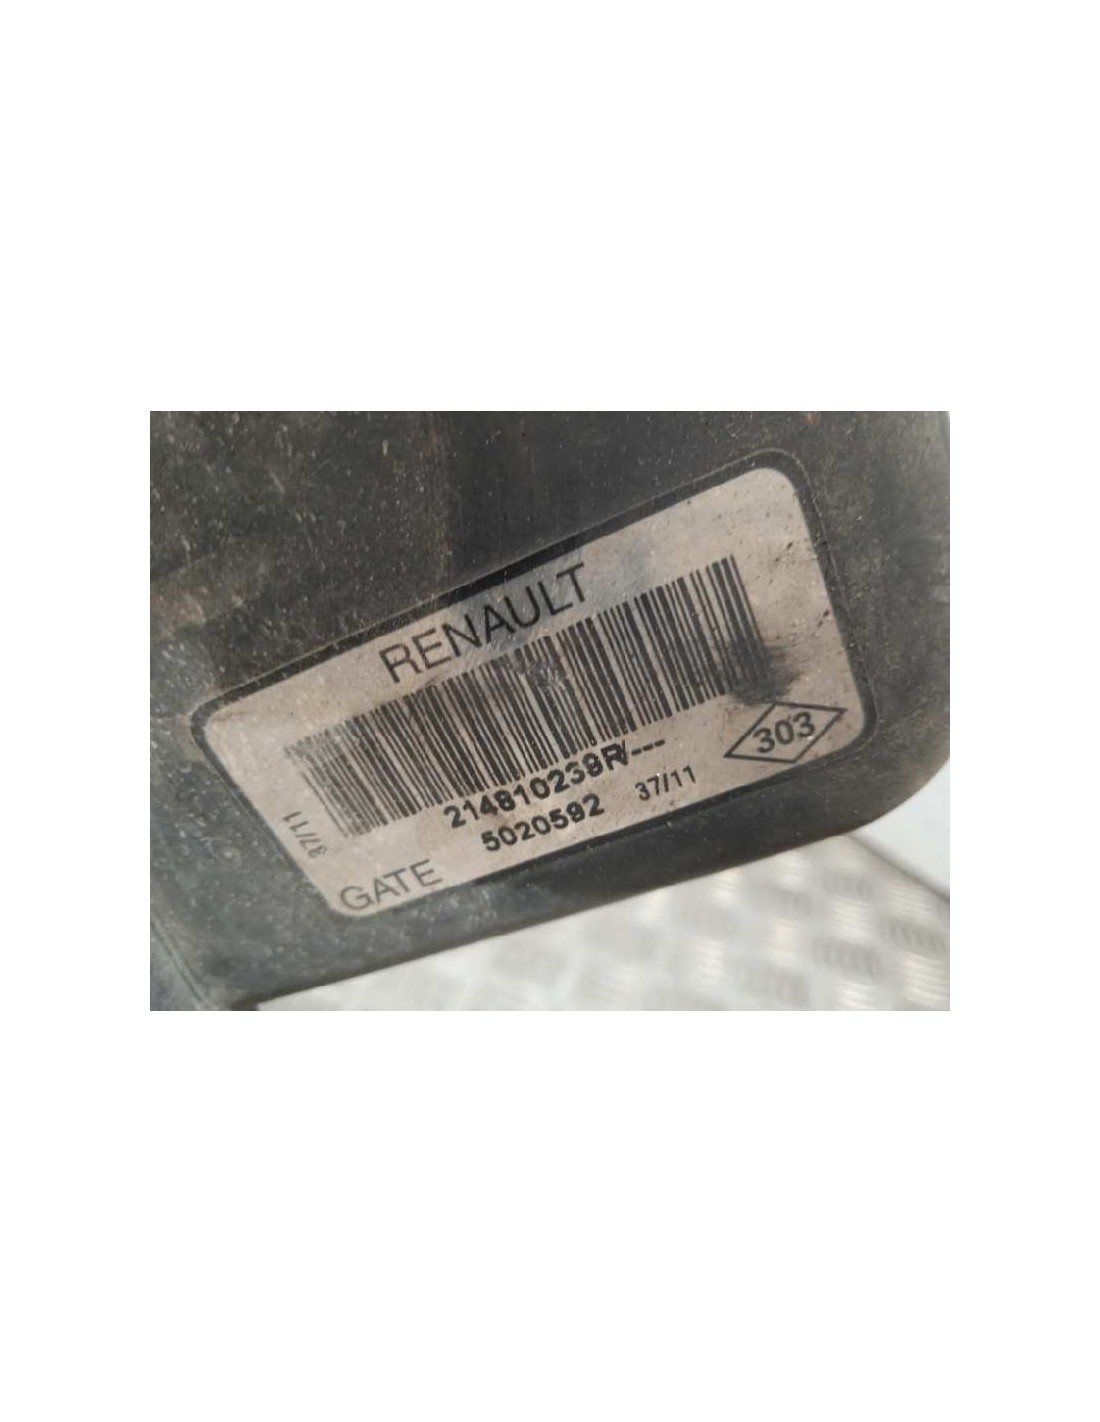 RENAULT
214810239R/---
303
5020592 37/11
37/11
GATE